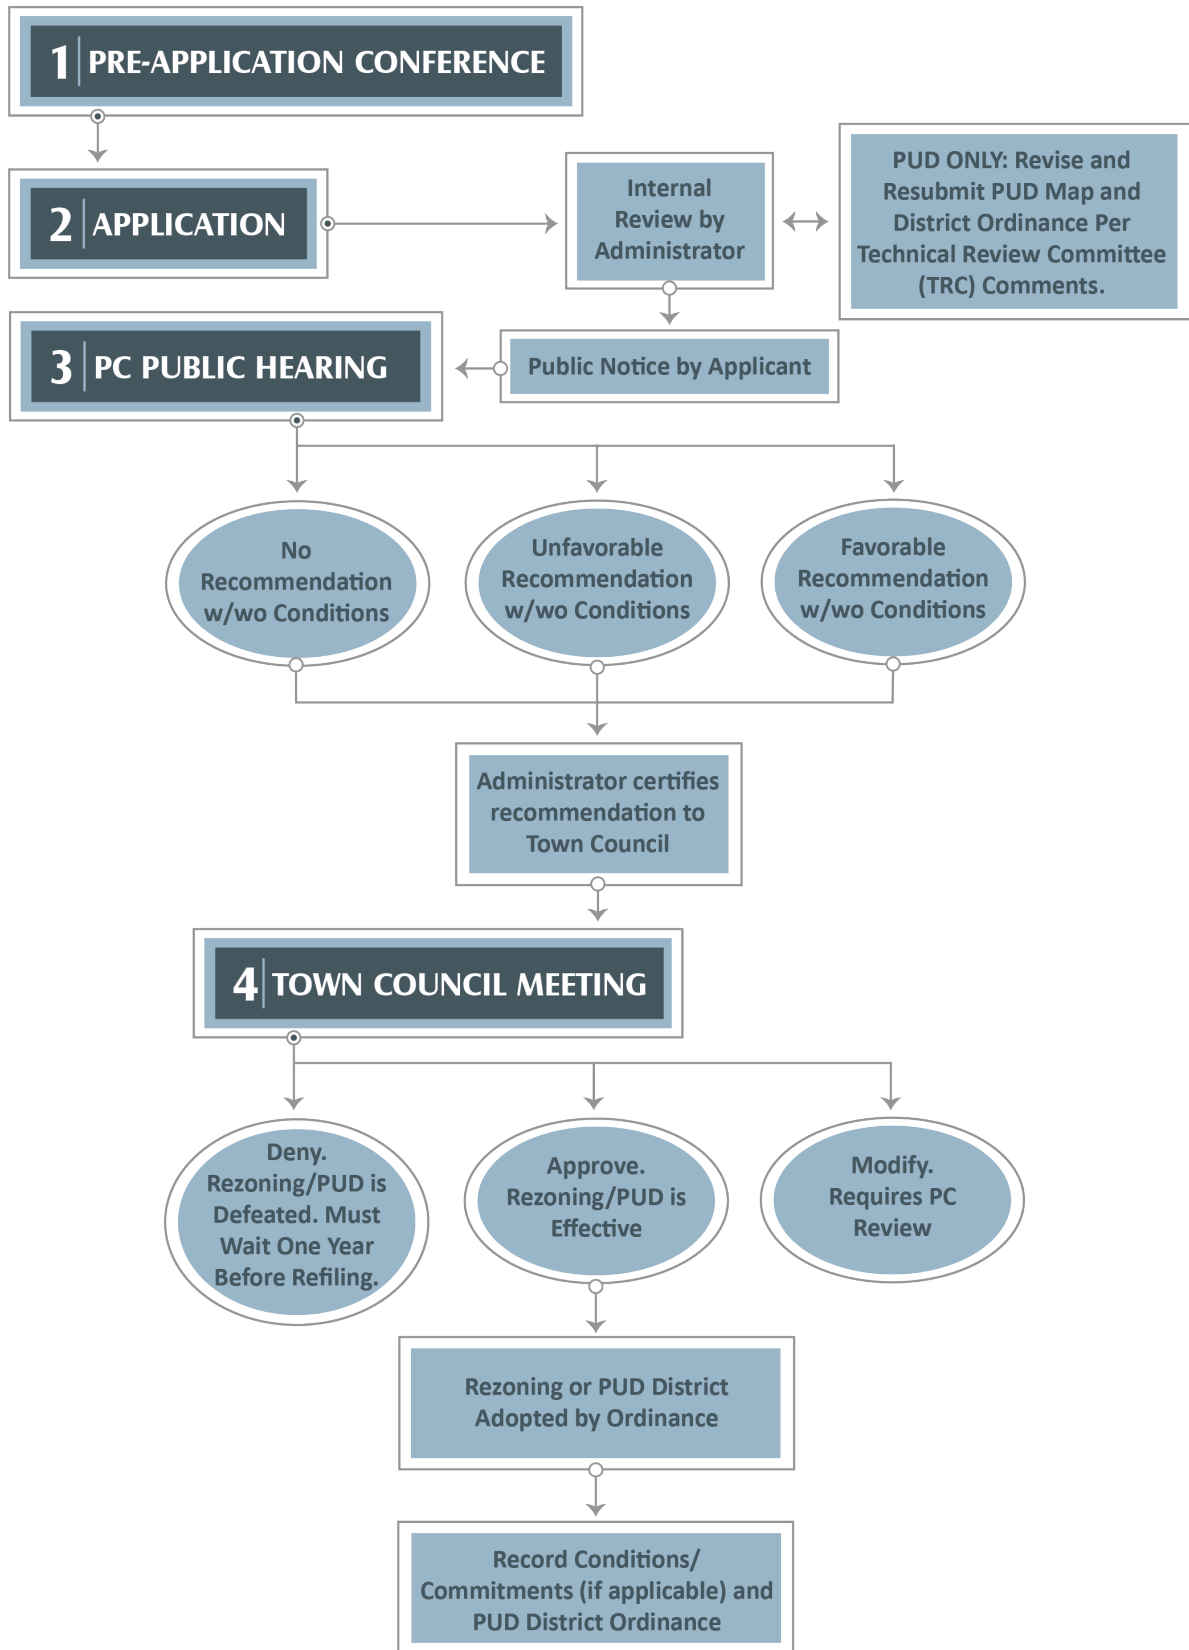 1 PRE-APPLICATION CONFERENCE
2 APPLICATION
Internal
Review by
Administrator
PUD ONLY: Revise and
Resubmit PUD Map and
District Ordinance Per
Technical Review Committee
(TRC) Comments.
Public Notice by Applicant
3 PC PUBLIC HEARING
No
Recommendation
w/wo Conditions
Unfavorable
Recommendation
w/wo Conditions
Favorable
Recommendation
w/wo Conditions
Administrator certifies
recommendation to
Town Council
4 TOWN COUNCIL MEETING
Deny.
Rezoning/PUD is
Defeated. Must
Wait One Year
Before Refiling.
Approve.
Rezoning/PUD is
Effective
Modify.
Requires PC
Review
Rezoning or PUD District
Adopted by Ordinance
Record Conditions/
Commitments (if applicable) and
PUD District Ordinance